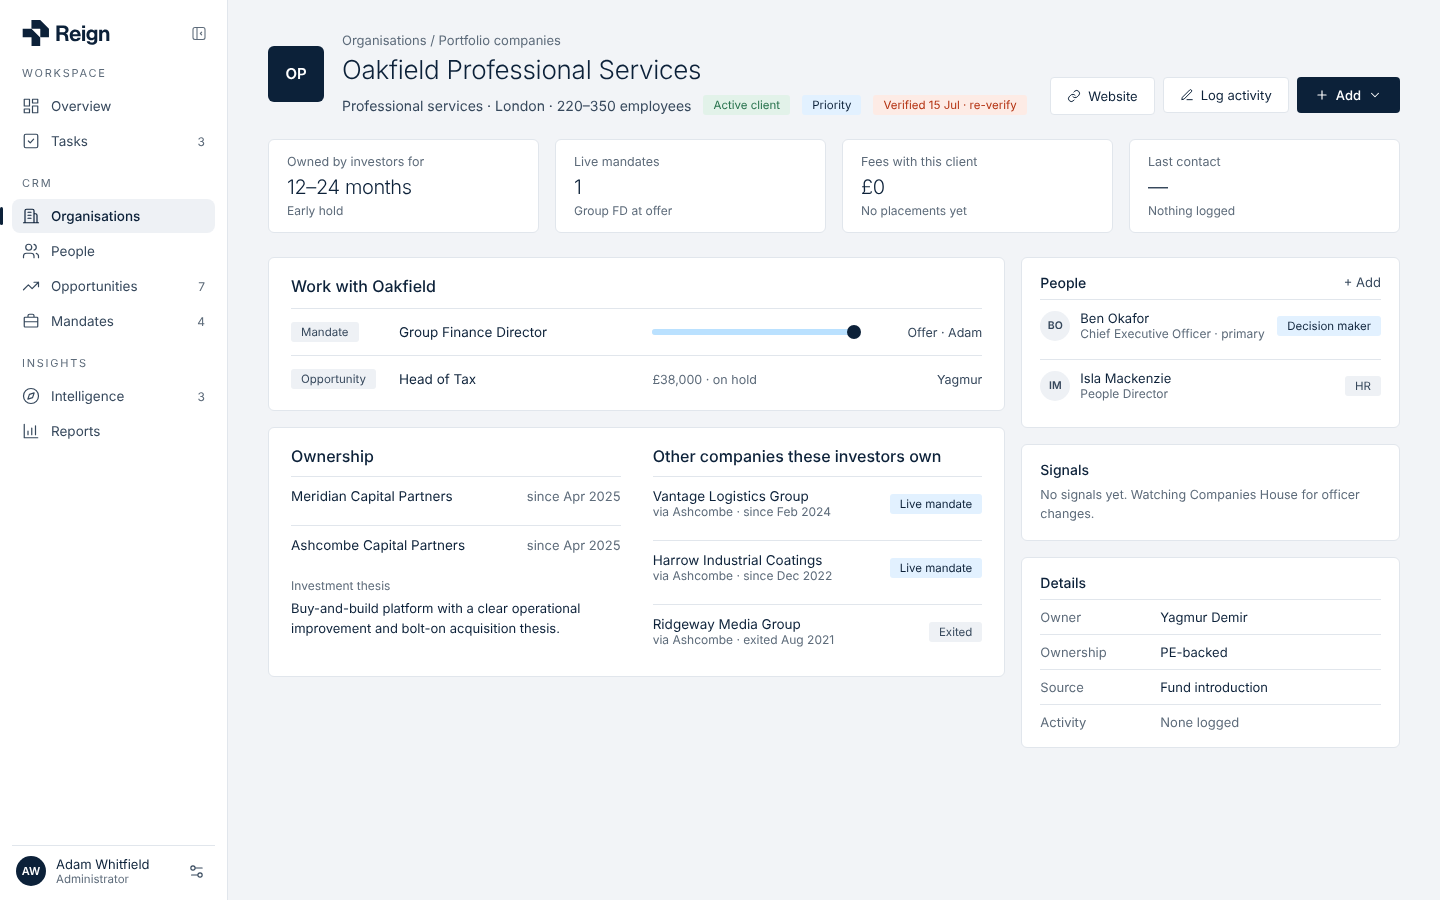 Reign
WORKSPACE
Overview
Tasks 3
CRM
Organisations
People
Opportunities 7
Mandates 4
INSIGHTS
Intelligence 3
Reports
AW
Adam Whitfield
Administrator
OP
Organisations / Portfolio companies
Oakfield Professional Services
Professional services · London · 220–350 employees Active client Priority Verified 15 Jul · re-verify
Website Log activity + Add
Owned by investors for
12–24 months
Early hold
Live mandates
1
Group FD at offer
Fees with this client
£0
No placements yet
Last contact
—
Nothing logged
Work with Oakfield
Mandate Group Finance Director Offer · Adam
Opportunity Head of Tax £38,000 · on hold Yagmur
Ownership
Meridian Capital Partners since Apr 2025
Ashcombe Capital Partners since Apr 2025
Investment thesis
Buy-and-build platform with a clear operational
improvement and bolt-on acquisition thesis.
Other companies these investors own
Vantage Logistics Group
via Ashcombe · since Feb 2024
Live mandate
Harrow Industrial Coatings
via Ashcombe · since Dec 2022
Live mandate
Ridgeway Media Group
via Ashcombe · exited Aug 2021
Exited
People + Add
BO
Ben Okafor
Chief Executive Officer · primary
Decision maker
IM
Isla Mackenzie
People Director
HR
Signals
No signals yet. Watching Companies House for officer
changes.
Details
Owner Yagmur Demir
Ownership PE-backed
Source Fund introduction
Activity None logged